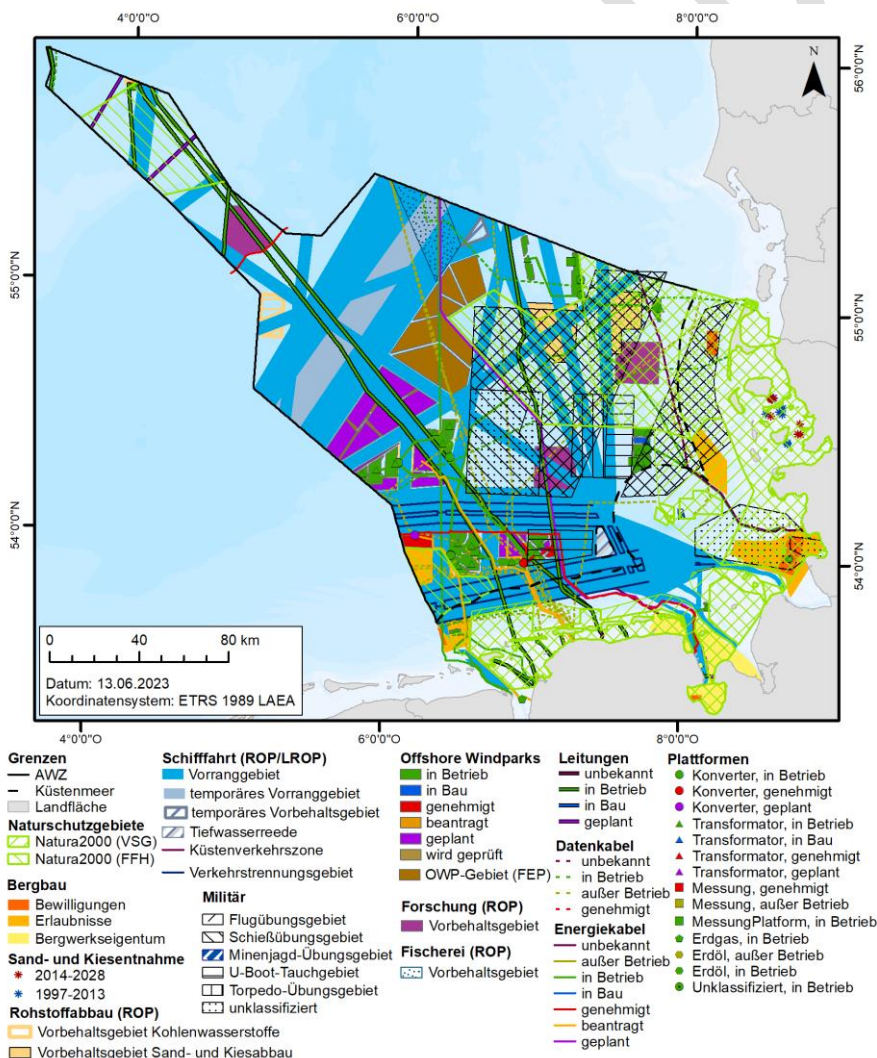 4°0'0"O
6°0'0"O
8°0'0"O
N
56°0'0"N
55°0'0"N
55°0'0"N
54°0'0"N
54°0'0"N
0 40 80 km
Datum: 13.06.2023
Koordinatensystem: ETRS 1989 LAEA
4°0'0"O
6°0'0"O
8°0'0"O
Grenzen
AWZ
Küstenmeer
Landfläche
Naturschutzgebiete
Natura2000 (VSG)
Natura2000 (FFH)
Bergbau
Bewilligungen
Erlaubnisse
Bergwerkseigentum
Sand- und Kiesentnahme
2014-2028
1997-2013
Rohstoffabbau (ROP)
Vorbehaltsgebiet Kohlenwasserstoffe
Vorbehaltsgebiet Sand- und Kiesabbau
Schifffahrt (ROP/LROP)
Vorranggebiet
temporäres Vorranggebiet
temporäres Vorbehaltsgebiet
Tiefwasserreede
Küstenverkehrszone
Verkehrstrennungsgebiet
Militär
Flugübungsgebiet
Schießübungsgebiet
Minenjagd-Übungsgebiet
U-Boot-Tauchgebiet
Torpedo-Übungsgebiet
unklassifiziert
Offshore Windparks
in Betrieb
in Bau
genehmigt
beantragt
geplant
wird geprüft
OWP-Gebiet (FEP)
Forschung (ROP)
Vorbehaltsgebiet
Fischerei (ROP)
Vorbehaltsgebiet
Leitungen
unbekannt
in Betrieb
in Bau
geplant
Datenkabel
unbekannt
in Betrieb
außer Betrieb
genehmigt
Energiekabel
unbekannt
außer Betrieb
in Betrieb
in Bau
genehmigt
beantragt
geplant
Plattformen
Konverter, in Betrieb
Konverter, genehmigt
Konverter, geplant
Transformator, in Betrieb
Transformator, in Bau
Transformator, genehmigt
Transformator, geplant
Messung, genehmigt
Messung, außer Betrieb
MessungPlatform, in Betrieb
Erdgas, in Betrieb
Erdöl, außer Betrieb
Erdöl, in Betrieb
Unklassifiziert, in Betrieb